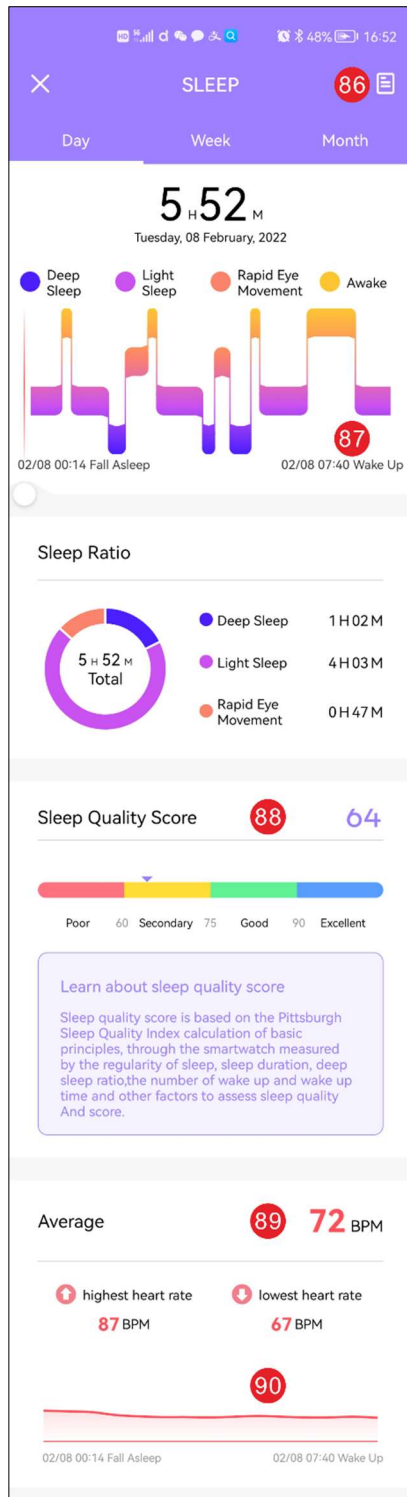 HD 5G d 48% 16:52
SLEEP 86
Day Week Month
5 H 52 M
Tuesday, 08 February, 2022
Deep Sleep Light Sleep Rapid Eye Movement Awake
87
02/08 00:14 Fall Asleep 02/08 07:40 Wake Up
Sleep Ratio
5 H 52 M
Total
Deep Sleep 1 H 02 M
Light Sleep 4 H 03 M
Rapid Eye Movement 0 H 47 M
Sleep Quality Score 88 64
Poor 60 Secondary 75 Good 90 Excellent
Learn about sleep quality score
Sleep quality score is based on the Pittsburgh
Sleep Quality Index calculation of basic
principles, through the smartwatch measured
by the regularity of sleep, sleep duration, deep
sleep ratio,the number of wake up and wake up
time and other factors to assess sleep quality
And score.
Average 89 72 BPM
highest heart rate lowest heart rate
87 BPM 67 BPM
90
02/08 00:14 Fall Asleep 02/08 07:40 Wake Up